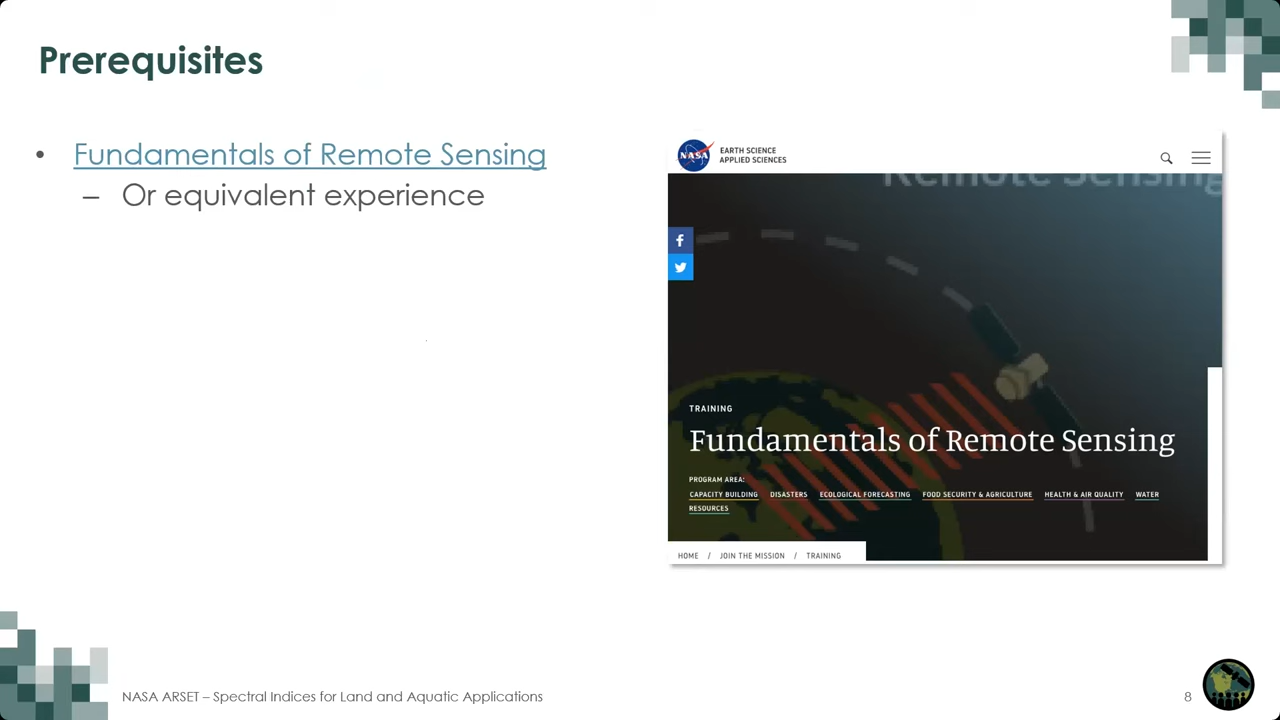 Prerequisites
• Fundamentals of Remote Sensing
– Or equivalent experience
NASA
EARTH SCIENCE
APPLIED SCIENCES
Remote Sensing
TRAINING
Fundamentals of Remote Sensing
PROGRAM AREA:
CAPACITY BUILDING DISASTERS ECOLOGICAL FORECASTING FOOD SECURITY & AGRICULTURE HEALTH & AIR QUALITY WATER
RESOURCES
HOME / JOIN THE MISSION / TRAINING
NASA ARSET – Spectral Indices for Land and Aquatic Applications
8